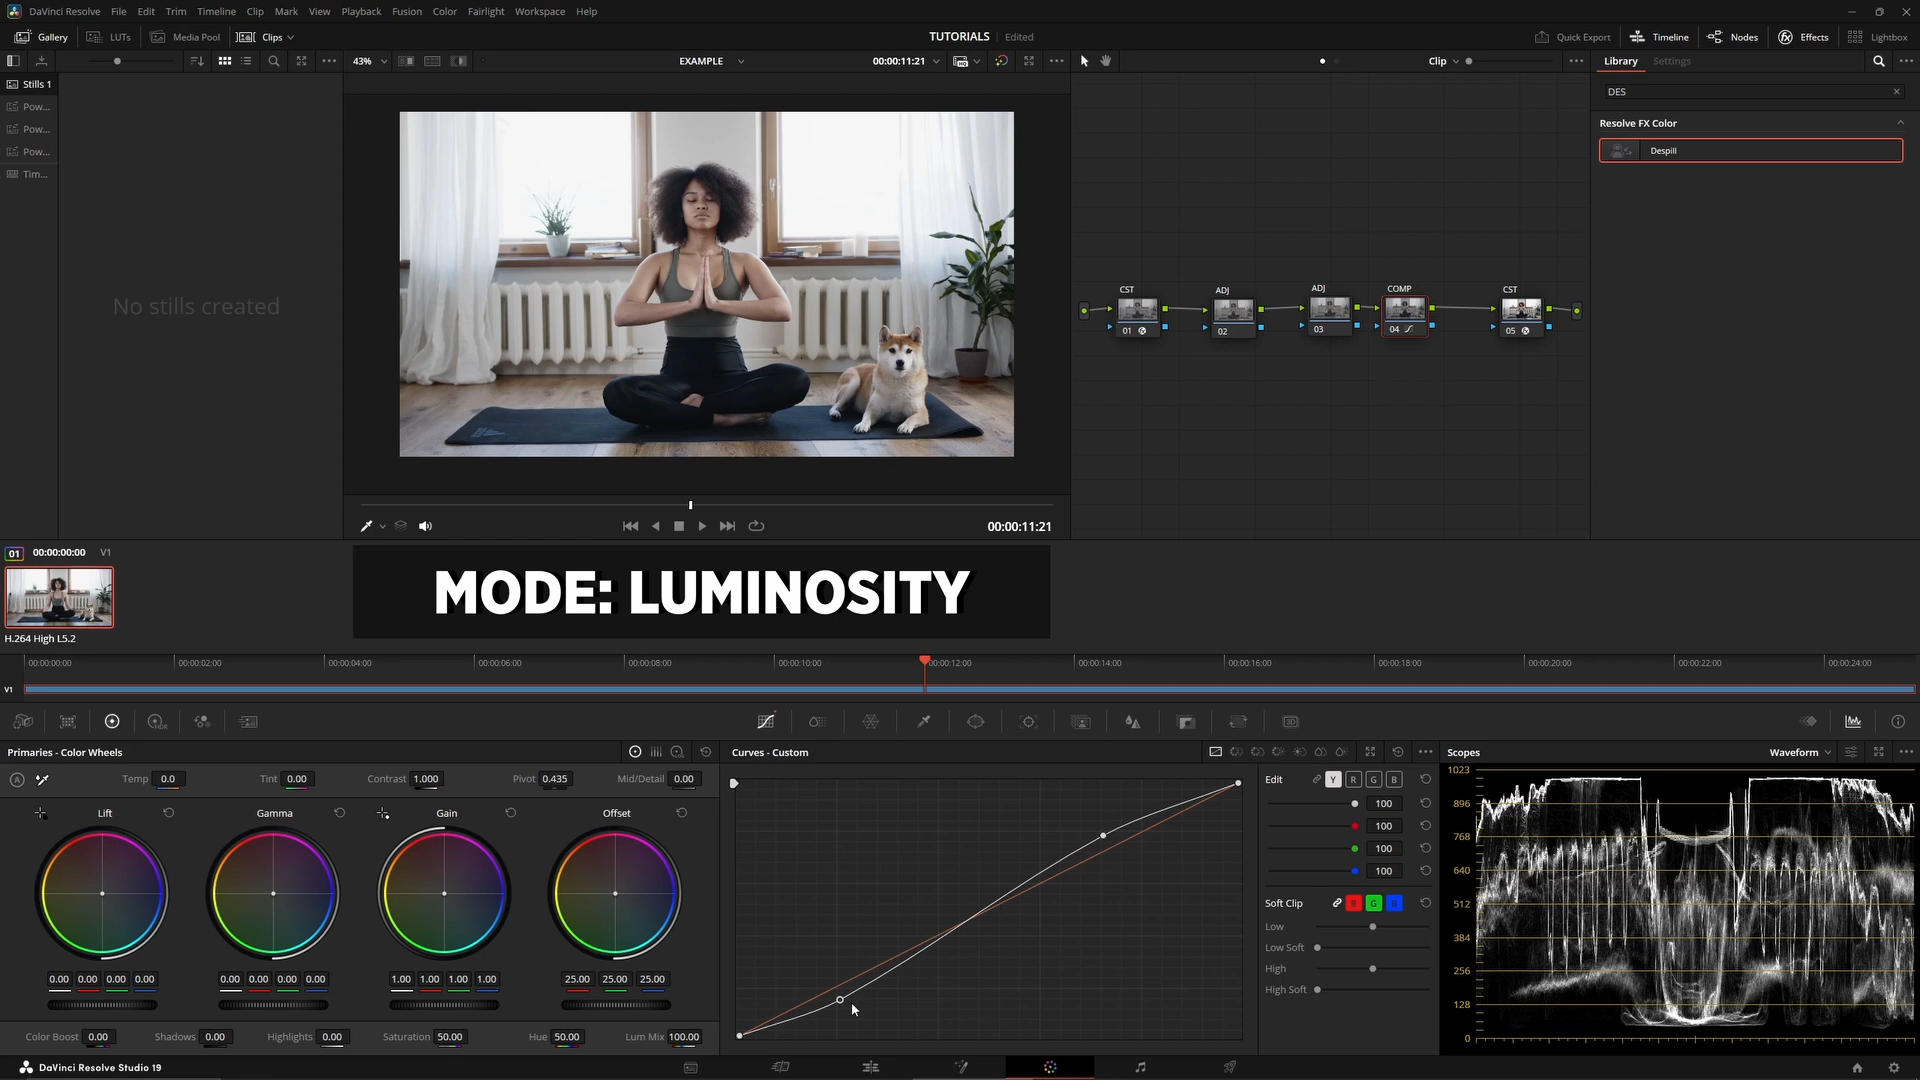 DaVinci Resolve File Edit Trim Timeline Clip Mark View Playback Fusion Color Fairlight Workspace Help
Gallery LUTs Media Pool Clips TUTORIALS Edited Quick Export Timeline Nodes Effects Lightbox
43% EXAMPLE 00:00:11:21 Clip Library Settings
Stills 1
Pow...
Pow...
Pow...
Tim...
No stills created
DES
Resolve FX Color
Despill
CST ADJ ADJ COMP CST
01 02 03 04 05
00:00:11:21
01 00:00:00:00 V1
H.264 High L5.2
MODE: LUMINOSITY
00:00:00:00 00:00:02:00 00:00:04:00 00:00:06:00 00:00:08:00 00:00:10:00 00:00:12:00 00:00:14:00 00:00:16:00 00:00:18:00 00:00:20:00 00:00:22:00 00:00:24:00
V1
Primaries - Color Wheels
A Temp 0.0 Tint 0.00 Contrast 1.000 Pivot 0.435 Mid/Detail 0.00
Lift Gamma Gain Offset
0.00 0.00 0.00 0.00 0.00 0.00 0.00 0.00 1.00 1.00 1.00 1.00 25.00 25.00 25.00
Color Boost 0.00 Shadows 0.00 Highlights 0.00 Saturation 50.00 Hue 50.00 Lum Mix 100.00
Curves - Custom
Edit Y R G B
100
100
100
100
Soft Clip R G B
Low
Low Soft
High
High Soft
Scopes Waveform
1023
896
768
640
512
384
256
128
0
HDR
3D
DaVinci Resolve Studio 19